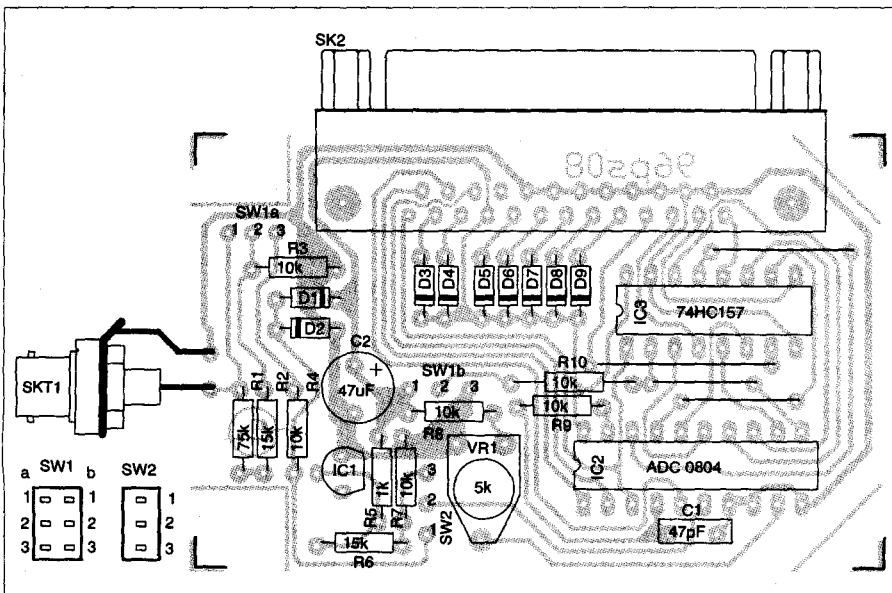 SK2
80sp96
SW1a
1 2 3
R3
10k
D1
D2
D3
D4
D5
D6
D7
D8
D9
IC3
74HC157
C2
+
47uF
SW1b
1 2 3
R10
10k
10k
R9
10k
R8
SKT1
R1
R2
R4
75k
15k
10k
IC1
1k
10k
R5
R7
3
2
1
SW2
VR1
5k
IC2
ADC 0804
C1
47pF
15k
R6
SW1
a b
1 1
2 2
3 3
SW2
1
2
3